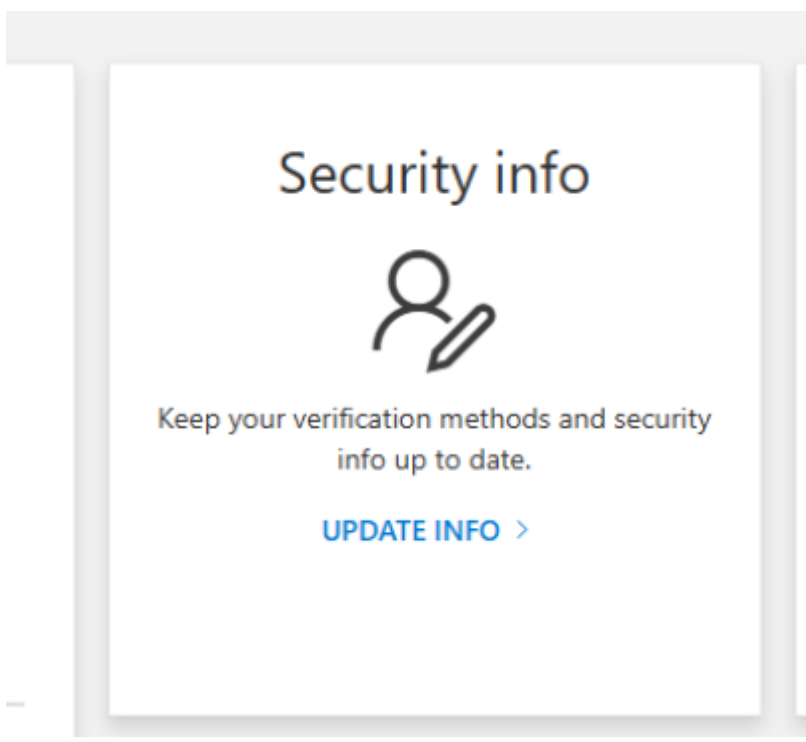 Security info
Keep your verification methods and security
info up to date.
UPDATE INFO >